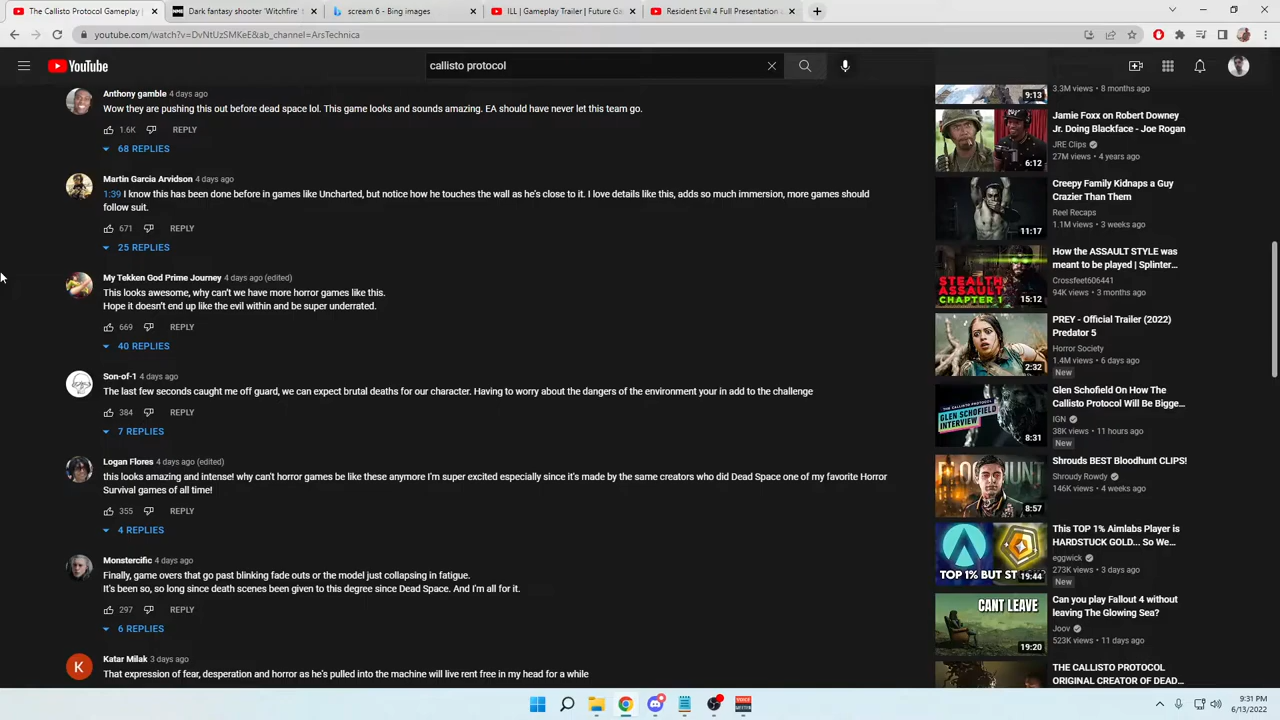 The Callisto Protocol Gameplay |
Dark fantasy shooter 'Witchfire'
scream 6 - Bing images
ILL | Gameplay Trailer | Future Ga
Resident Evil 4 Full Presentation
youtube.com/watch?v=DvNtUzSMKeE&ab_channel=ArsTechnica
YouTube
callisto protocol
Anthony gamble 4 days ago
Wow they are pushing this out before dead space lol. This game looks and sounds amazing. EA should have never let this team go.
1.6K REPLY
68 REPLIES
Martin Garcia Arvidson 4 days ago
1:39 I know this has been done before in games like Uncharted, but notice how he touches the wall as he's close to it. I love details like this, adds so much immersion, more games should
follow suit.
671 REPLY
25 REPLIES
My Tekken God Prime Journey 4 days ago (edited)
This looks awesome, why can't we have more horror games like this.
Hope it doesn't end up like the evil within and be super underrated.
669 REPLY
40 REPLIES
Son-of-1 4 days ago
The last few seconds caught me off guard, we can expect brutal deaths for our character. Having to worry about the dangers of the environment your in add to the challenge
384 REPLY
7 REPLIES
Logan Flores 4 days ago (edited)
this looks amazing and intense! why can't horror games be like these anymore I'm super excited especially since it's made by the same creators who did Dead Space one of my favorite Horror
Survival games of all time!
355 REPLY
4 REPLIES
Monstercific 4 days ago
Finally, game overs that go past blinking fade outs or the model just collapsing in fatigue.
It's been so, so long since death scenes been given to this degree since Dead Space. And I'm all for it.
297 REPLY
6 REPLIES
K
Katar Milak 3 days ago
That expression of fear, desperation and horror as he's pulled into the machine will live rent free in my head for a while
9:13
3.3M views • 8 months ago
6:12
Jamie Foxx on Robert Downey
Jr. Doing Blackface - Joe Rogan
JRE Clips
27M views • 4 years ago
11:17
Creepy Family Kidnaps a Guy
Crazier Than Them
Reel Recaps
1.1M views • 3 weeks ago
STEALTH
ASSAULT
CHAPTER 1
15:12
How the ASSAULT STYLE was
meant to be played | Splinter...
Crossfeet606441
94K views • 3 months ago
2:32
PREY - Official Trailer (2022)
Predator 5
Horror Society
1.4M views • 6 days ago
New
THE CALLISTO PROTOCOL
GLEN SCHOFIELD
INTERVIEW
8:31
Glen Schofield On How The
Callisto Protocol Will Be Bigge...
IGN
38K views • 11 hours ago
New
BLOODHUNT
8:57
Shrouds BEST Bloodhunt CLIPS!
Shroudy Rowdy
146K views • 4 weeks ago
TOP 1% BUT
19:44
This TOP 1% Aimlabs Player is
HARDSTUCK GOLD... So We...
eggwick
273K views • 3 days ago
New
CANT LEAVE
19:20
Can you play Fallout 4 without
leaving The Glowing Sea?
Joov
523K views • 11 days ago
THE CALLISTO PROTOCOL
ORIGINAL CREATOR OF DEAD...
9:31 PM
6/13/2022